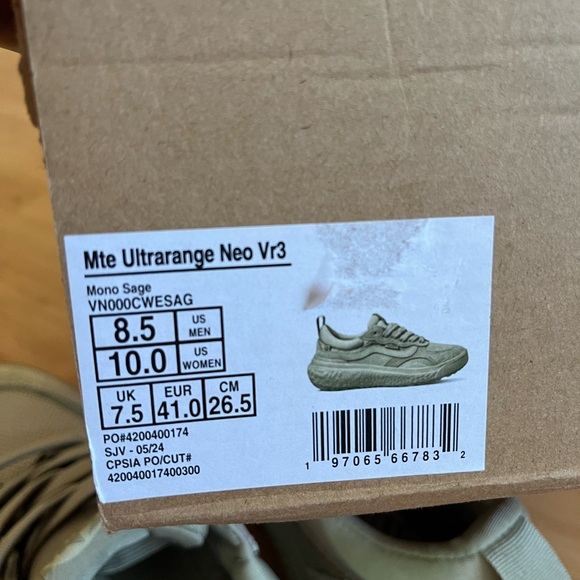 Mte Ultrarange Neo Vr3
Mono Sage
VN000CWESAG
8.5 US MEN
10.0 US WOMEN
UK EUR CM
7.5 41.0 26.5
PO#4200400174
SJV - 05/24
CPSIA PO/CUT#
420040017400300
1 97065 66783 2